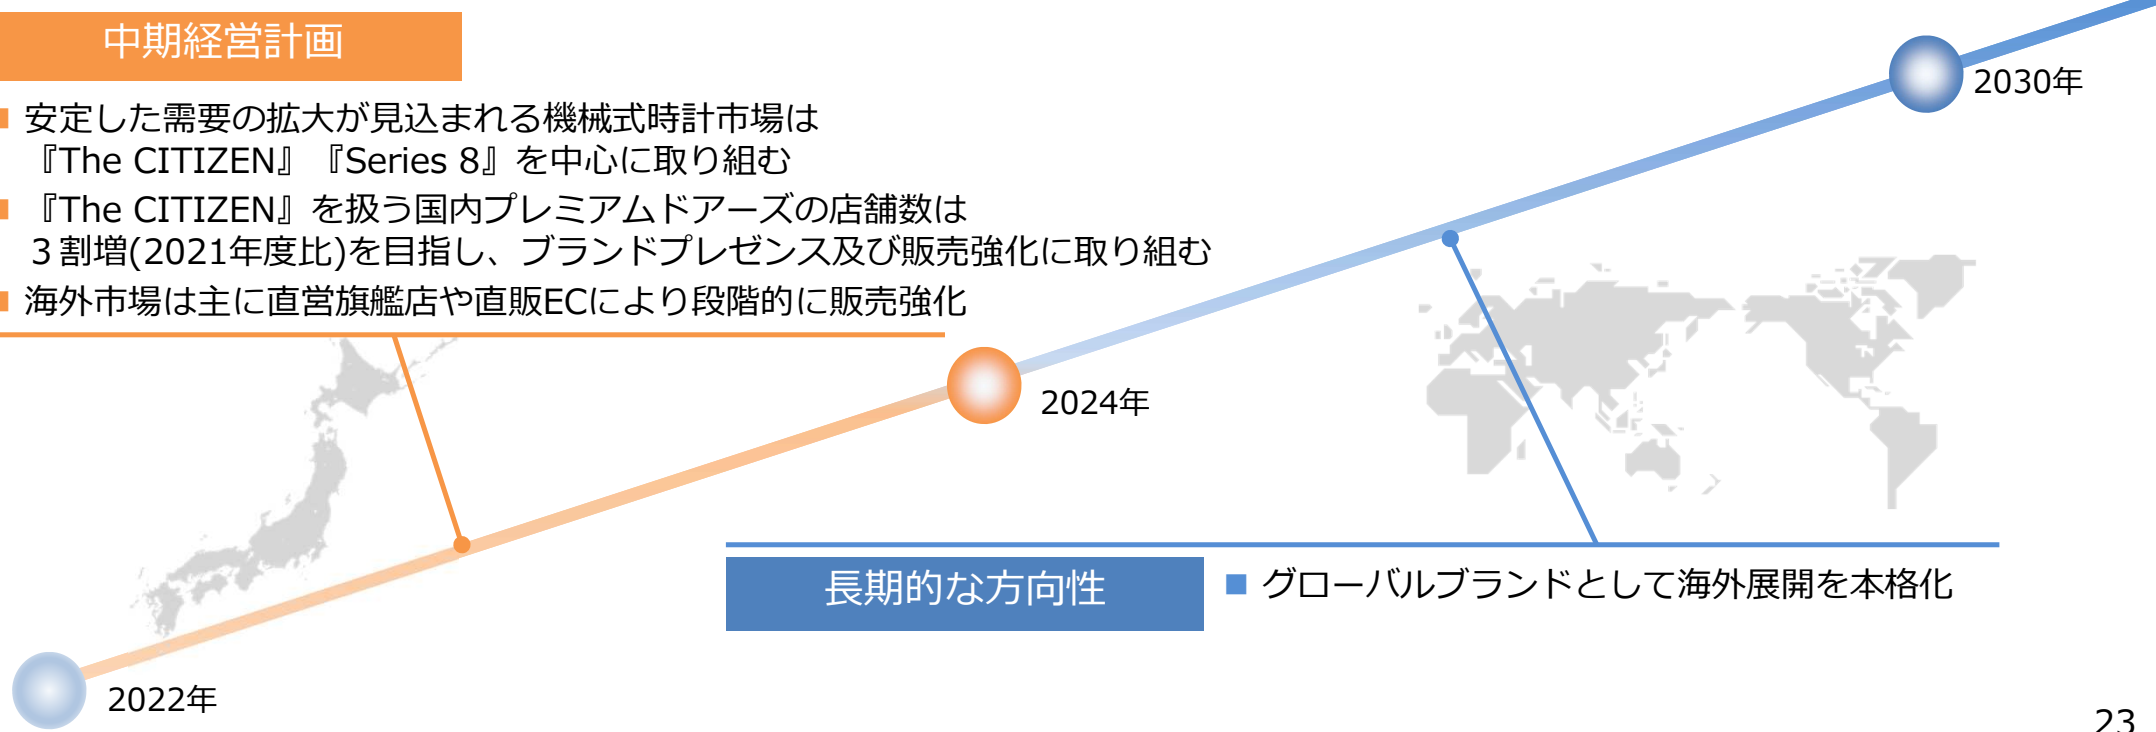 中期経営計画
■ 安定した需要の拡大が見込まれる機械式時計市場は
『The CITIZEN』『Series 8』を中心に取り組む
■ 『The CITIZEN』を扱う国内プレミアムドアーズの店舗数は
３割増(2021年度比)を目指し、ブランドプレゼンス及び販売強化に取り組む
■ 海外市場は主に直営旗艦店や直販ECにより段階的に販売強化
2030年
2024年
長期的な方向性
■ グローバルブランドとして海外展開を本格化
2022年
23